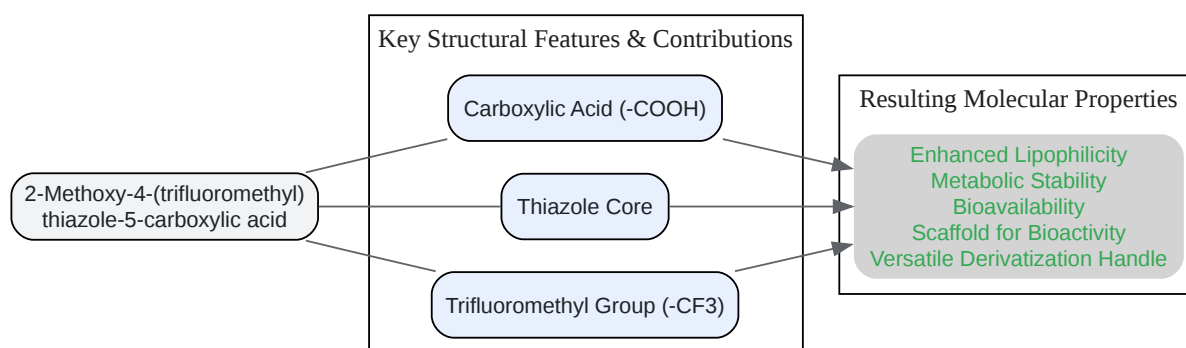 Key Structural Features & Contributions
Carboxylic Acid (-COOH)
Resulting Molecular Properties
Enhanced Lipophilicity
Metabolic Stability
Bioavailability
Scaffold for Bioactivity
Versatile Derivatization Handle
2-Methoxy-4-(trifluoromethyl)
thiazole-5-carboxylic acid
Thiazole Core
Trifluoromethyl Group (-CF3)